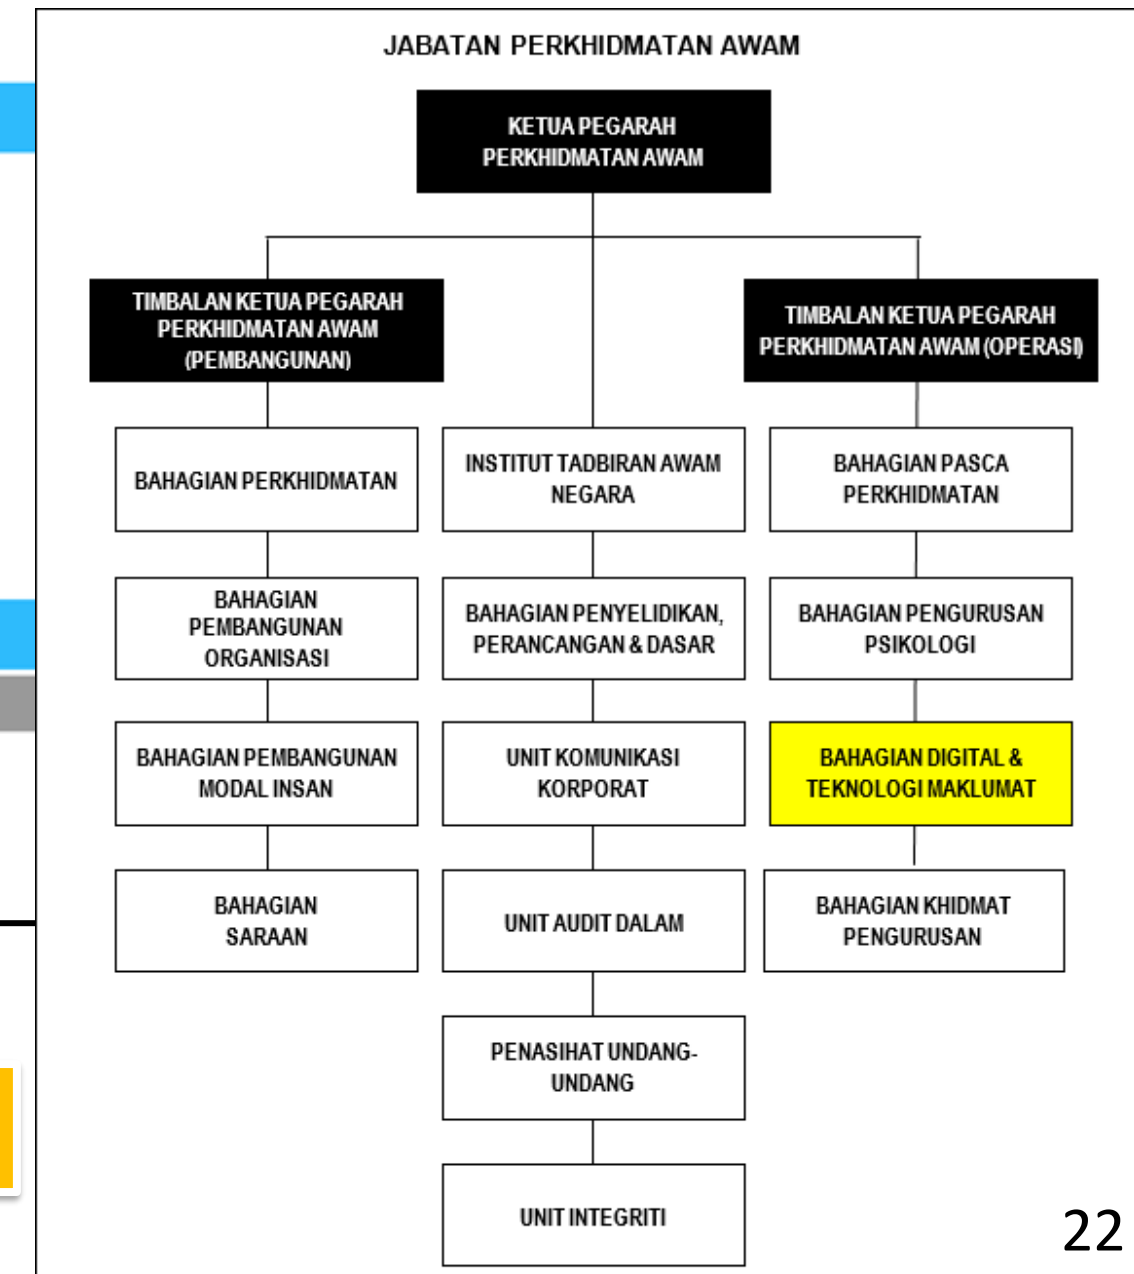 JABATAN PERKHIDMATAN AWAM
KETUA PEGARAH
PERKHIDMATAN AWAM
TIMBALAN KETUA PEGARAH
PERKHIDMATAN AWAM
(PEMBANGUNAN)
TIMBALAN KETUA PEGARAH
PERKHIDMATAN AWAM (OPERASI)
BAHAGIAN PERKHIDMATAN
INSTITUT TADBIRAN AWAM
NEGARA
BAHAGIAN PASCA
PERKHIDMATAN
BAHAGIAN
PEMBANGUNAN
ORGANISASI
BAHAGIAN PENYELIDIKAN,
PERANCANGAN & DASAR
BAHAGIAN PENGURUSAN
PSIKOLOGI
BAHAGIAN PEMBANGUNAN
MODAL INSAN
UNIT KOMUNIKASI
KORPORAT
BAHAGIAN DIGITAL &
TEKNOLOGI MAKLUMAT
BAHAGIAN
SARAAN
UNIT AUDIT DALAM
BAHAGIAN KHIDMAT
PENGURUSAN
PENASIHAT UNDANG-
UNDANG
UNIT INTEGRITI
22